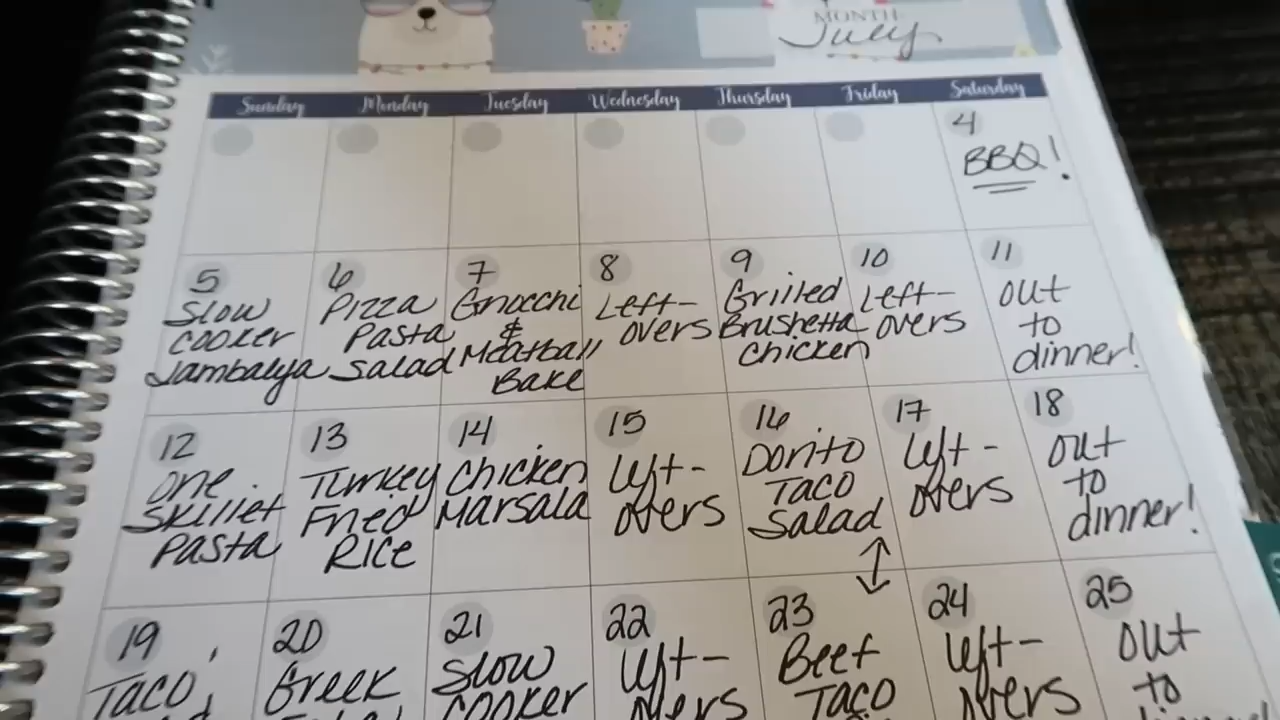 MONTH
July
Sunday Monday Tuesday Wednesday Thursday Friday Saturday
4
BBQ!
5
Slow
cooker
Jambalya
6
Pizza
Pasta
Salad
7
Gnocchi
&
Meatball
Bake
8
Left-
overs
9
Grilled
Brushetta
Chicken
10
Left-
overs
11
out
to
dinner!
12
one
Skillet
Pasta
13
Turkey
Fried
Rice
14
Chicken
Marsala
15
Left-
overs
16
Dorito
Taco
Salad
17
Left-
overs
18
out
to
dinner!
19
Taco
20
Greek
21
Slow
cooker
22
Left-
overs
23
Beef
Taco
24
Left-
overs
25
out
to